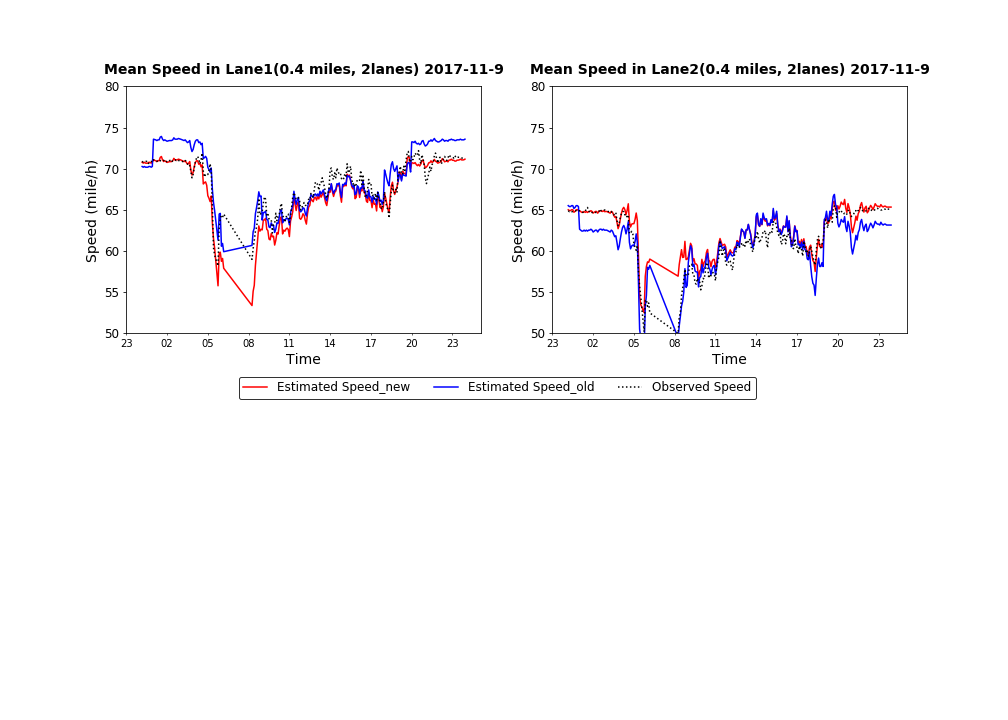 Mean Speed in Lane1(0.4 miles, 2lanes) 2017-11-9
80
75
70
65
60
55
50
Speed (mile/h)
23 02 05 08 11 14 17 20 23
Time
Mean Speed in Lane2(0.4 miles, 2lanes) 2017-11-9
80
75
70
65
60
55
50
Speed (mile/h)
23 02 05 08 11 14 17 20 23
Time
Estimated Speed_new Estimated Speed_old Observed Speed